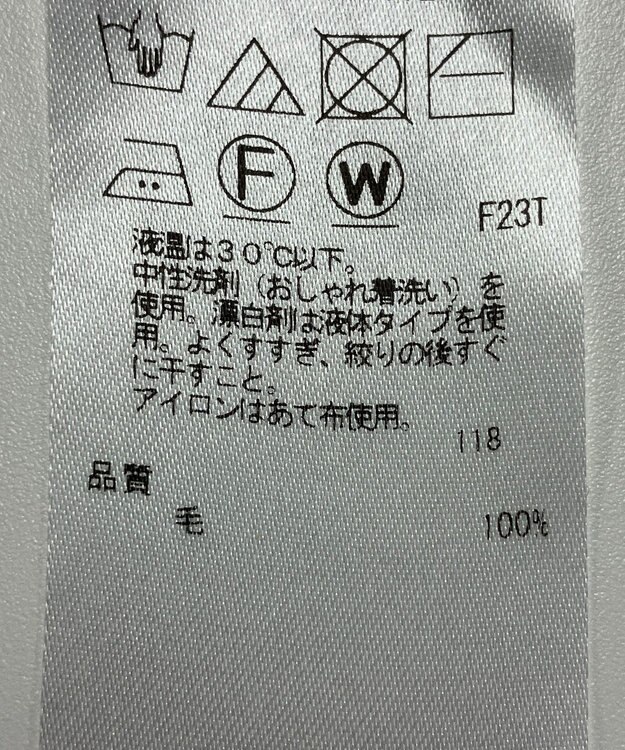 F W F23T
液温は30℃以下。
中性洗剤（おしゃれ着洗い）を
使用。漂白剤は液体タイプを使
用。よくすすぎ、絞りの後すぐ
に干すこと。
アイロンはあて布使用。
118
品質
毛 100%